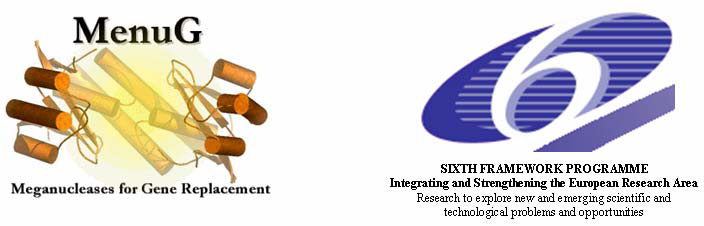 MenuG
Meganucleases for Gene Replacement
6
SIXTH FRAMEWORK PROGRAMME
Integrating and Strengthening the European Research Area
Research to explore new and emerging scientific and
technological problems and opportunities